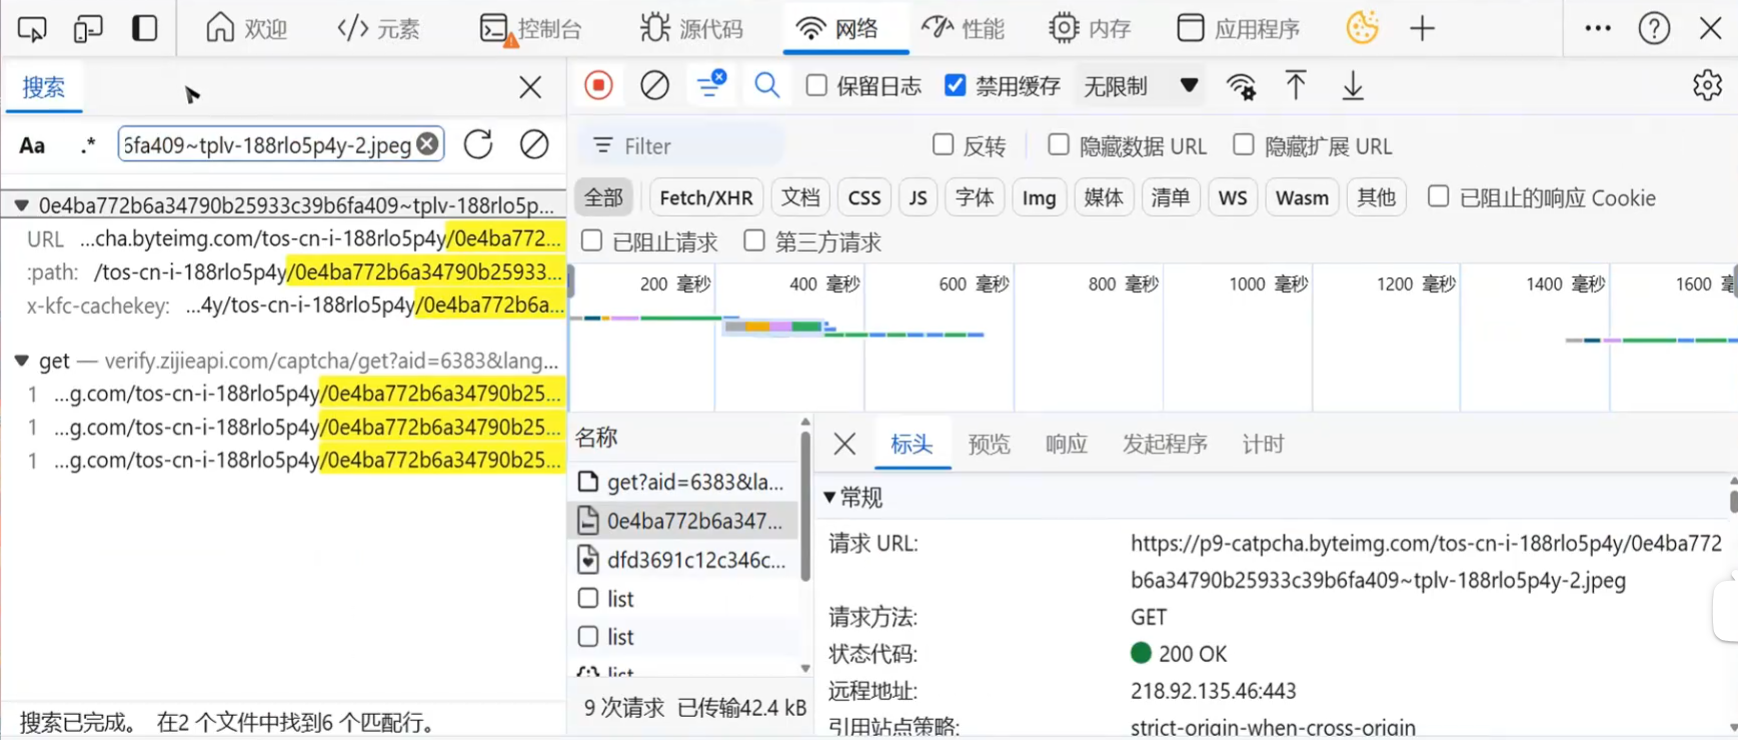 欢迎
元素
控制台
源代码
网络
性能
内存
应用程序
搜索
Aa
.*
5fa409~tplv-188rlo5p4y-2.jpeg
0e4ba772b6a34790b25933c39b6fa409~tplv-188rlo5p...
URL ...cha.byteimg.com/tos-cn-i-188rlo5p4y/0e4ba772...
:path: /tos-cn-i-188rlo5p4y/0e4ba772b6a34790b25933...
x-kfc-cachekey: ...4y/tos-cn-i-188rlo5p4y/0e4ba772b6a...
get — verify.zijieapi.com/captcha/get?aid=6383&lang...
1 ...g.com/tos-cn-i-188rlo5p4y/0e4ba772b6a34790b25...
1 ...g.com/tos-cn-i-188rlo5p4y/0e4ba772b6a34790b25...
1 ...g.com/tos-cn-i-188rlo5p4y/0e4ba772b6a34790b25...
搜索已完成。 在2 个文件中找到6 个匹配行。
保留日志
禁用缓存
无限制
Filter
反转
隐藏数据 URL
隐藏扩展 URL
全部
Fetch/XHR
文档
CSS
JS
字体
Img
媒体
清单
WS
Wasm
其他
已阻止的响应 Cookie
已阻止请求
第三方请求
200 毫秒
400 毫秒
600 毫秒
800 毫秒
1000 毫秒
1200 毫秒
1400 毫秒
1600 毫
名称
get?aid=6383&la...
0e4ba772b6a347...
dfd3691c12c346c...
list
list
list
9 次请求 已传输42.4 kB
标头
预览
响应
发起程序
计时
常规
请求 URL:
https://p9-catpcha.byteimg.com/tos-cn-i-188rlo5p4y/0e4ba772
b6a34790b25933c39b6fa409~tplv-188rlo5p4y-2.jpeg
请求方法:
GET
状态代码:
200 OK
远程地址:
218.92.135.46:443
引用站点策略:
strict-origin-when-cross-origin